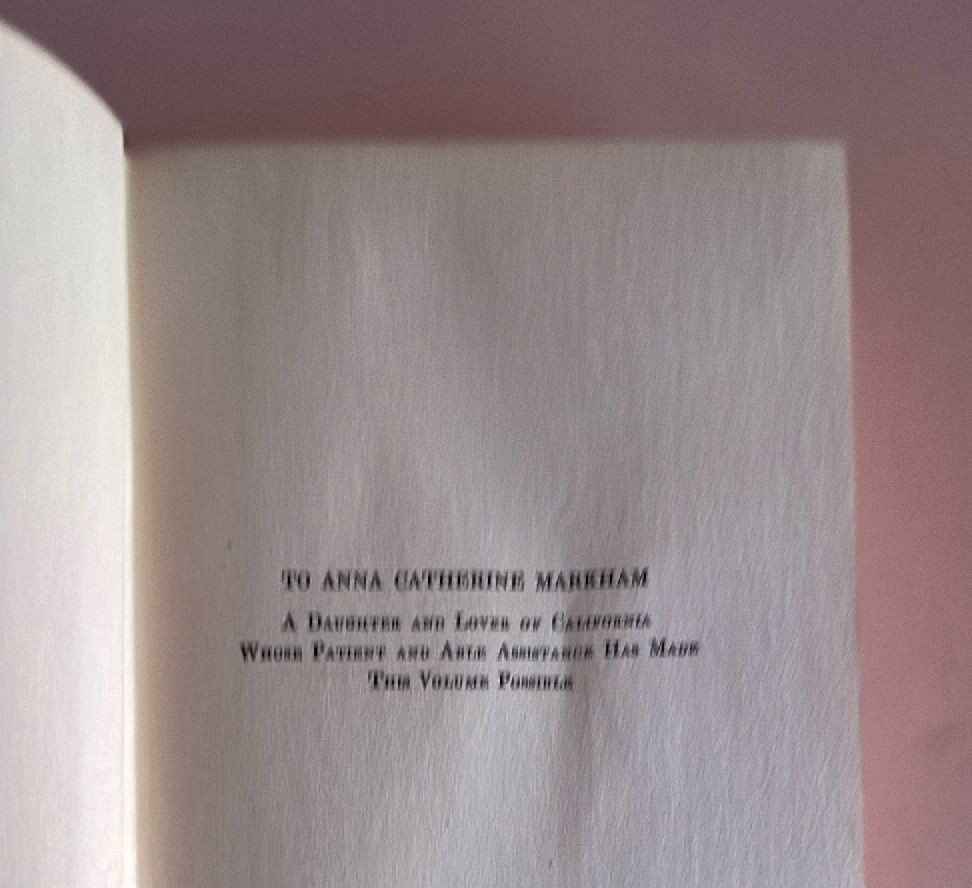 TO ANNA CATHERINE MARKHAM
A Daughter and Lover of California
Whose Patient and Able Assistance Has Made
This Volume Possible